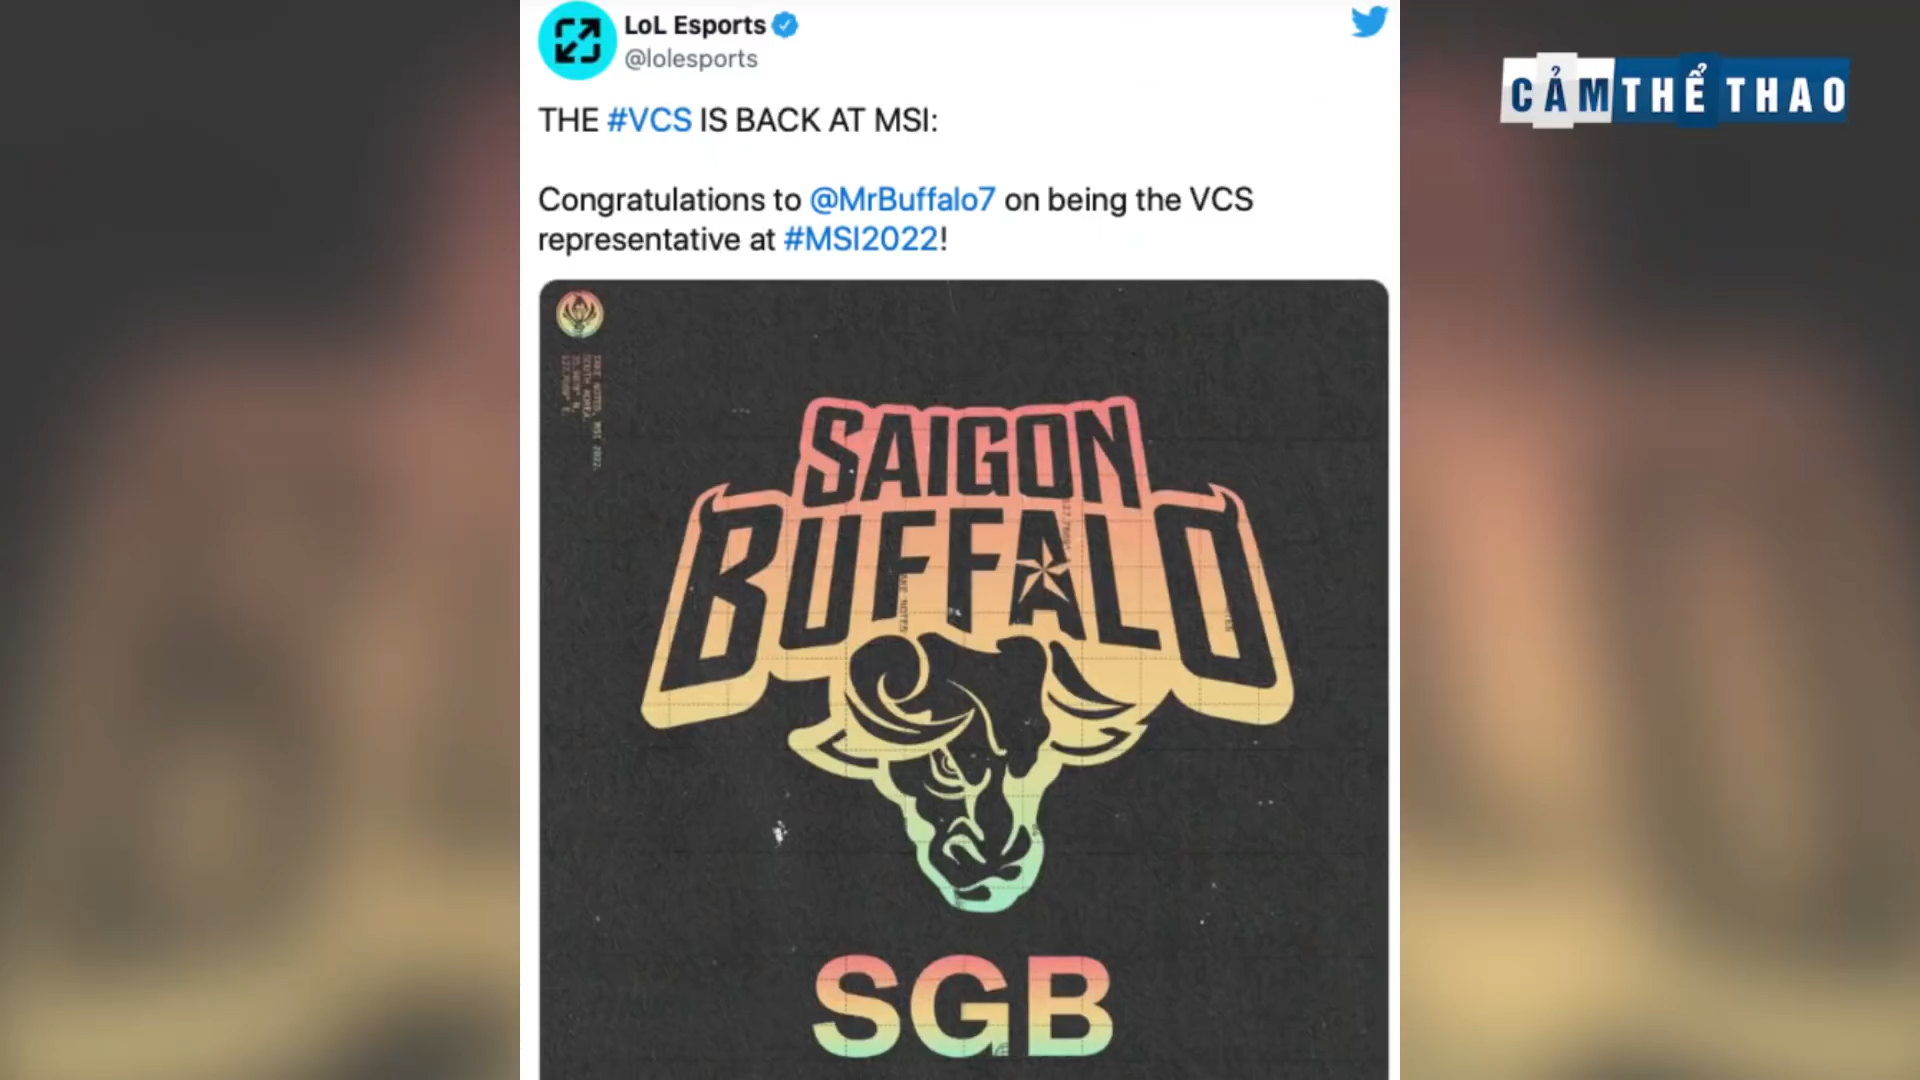 LoL Esports
@lolesports
CẢM THỂ THAO
THE #VCS IS BACK AT MSI:
Congratulations to @MrBuffalo7 on being the VCS
representative at #MSI2022!
SAIGON
BUFFALO
SGB